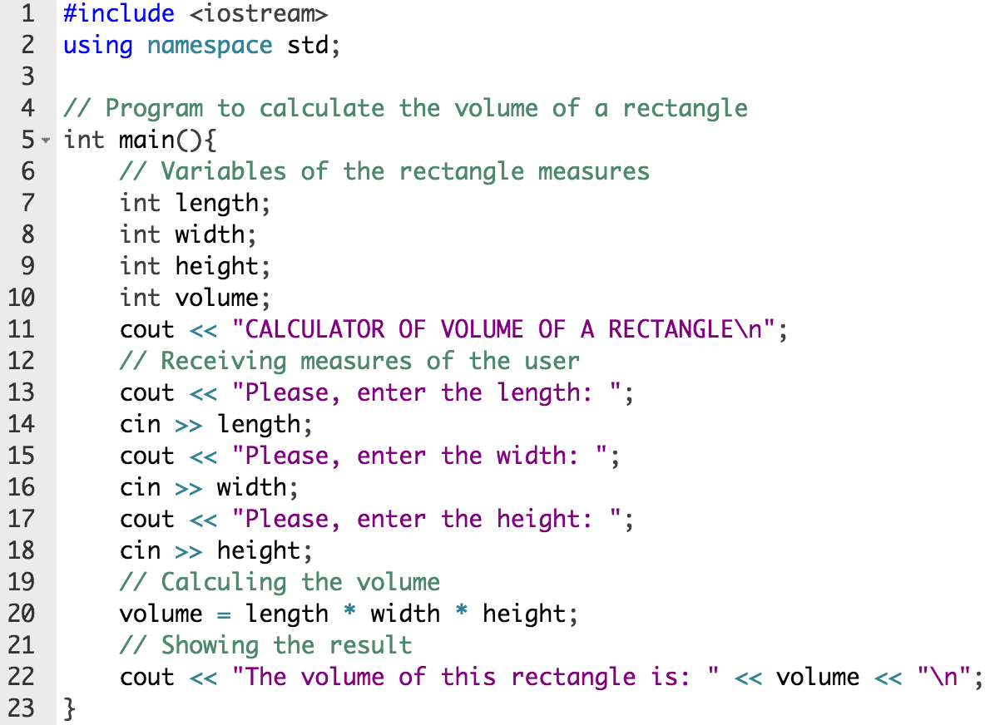 1 #include <iostream>
2 using namespace std;
3
4 // Program to calculate the volume of a rectangle
5 int main(){
6     // Variables of the rectangle measures
7     int length;
8     int width;
9     int height;
10     int volume;
11     cout << "CALCULATOR OF VOLUME OF A RECTANGLE\n";
12     // Receiving measures of the user
13     cout << "Please, enter the length: ";
14     cin >> length;
15     cout << "Please, enter the width: ";
16     cin >> width;
17     cout << "Please, enter the height: ";
18     cin >> height;
19     // Calculing the volume
20     volume = length * width * height;
21     // Showing the result
22     cout << "The volume of this rectangle is: " << volume << "\n";
23 }